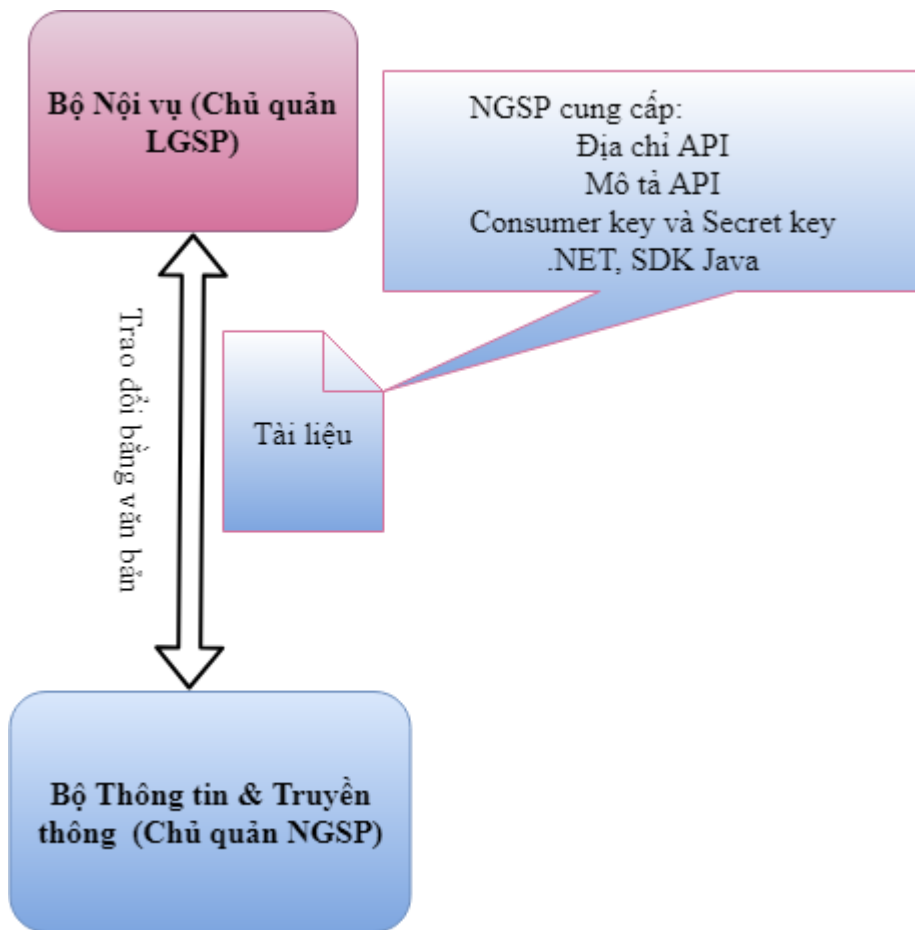 Bộ Nội vụ (Chủ quản
LGSP)
NGSP cung cấp:
Địa chỉ API
Mô tả API
Consumer key và Secret key
.NET, SDK Java
Trao đổi bằng văn bản
Tài liệu
Bộ Thông tin & Truyền
thông (Chủ quản NGSP)